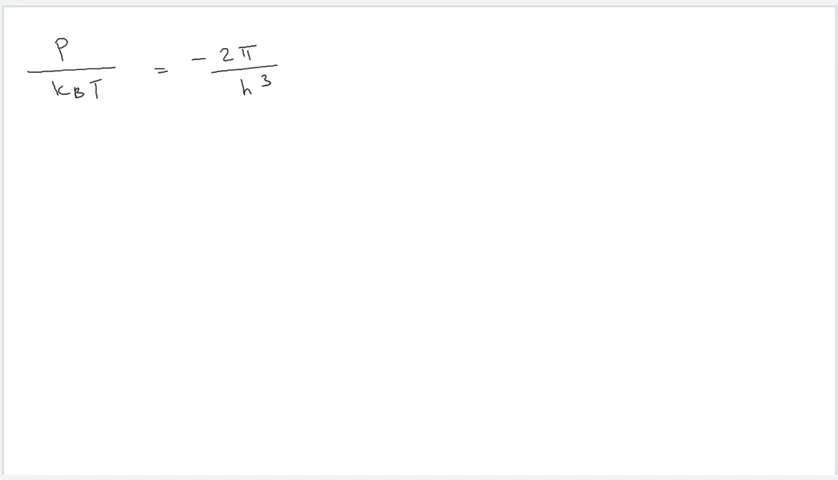 P / k_B T = - 2π / h³